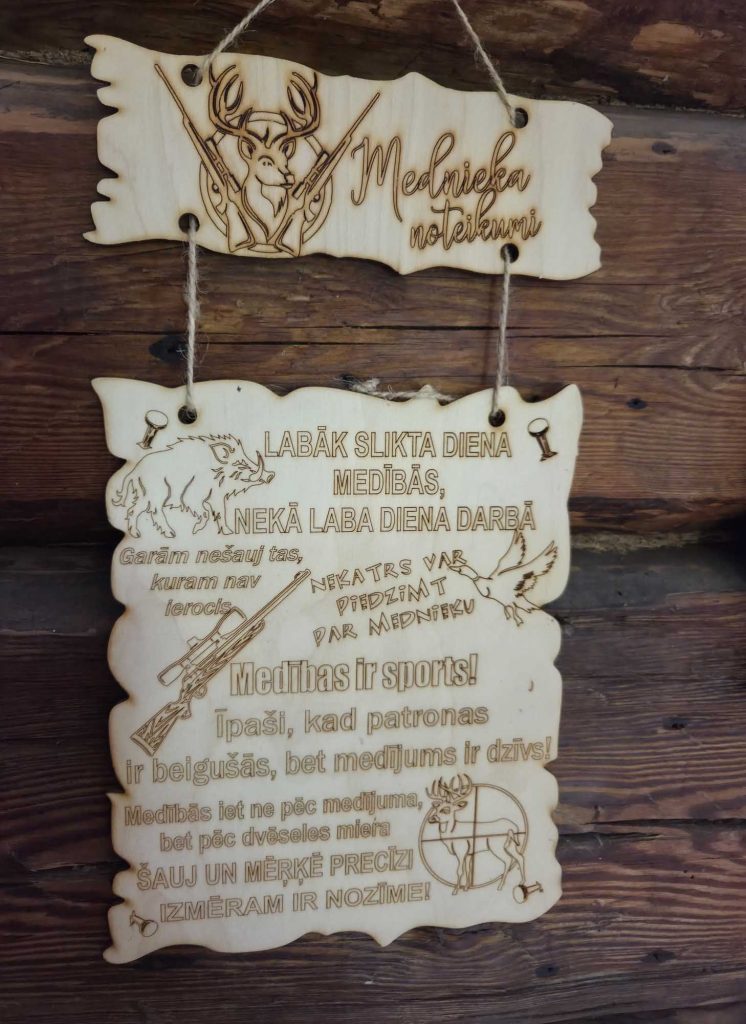 Mednieka
noteikumi
LABĀK SLIKTA DIENA
MEDĪBĀS,
NEKĀ LABA DIENA DARBĀ
Garām nešauj tas,
kuram nav
ierocis
NEKATRS VAR
PIEDZIMT
PAR MEDNIEKU
Medības ir sports!
Īpaši, kad patronas
ir beigušās, bet medījums ir dzīvs!
Medībās iet ne pēc medījuma,
bet pēc dvēseles miera
ŠAUJ UN MĒRĶĒ PRECĪZI
IZMĒRAM IR NOZĪME!